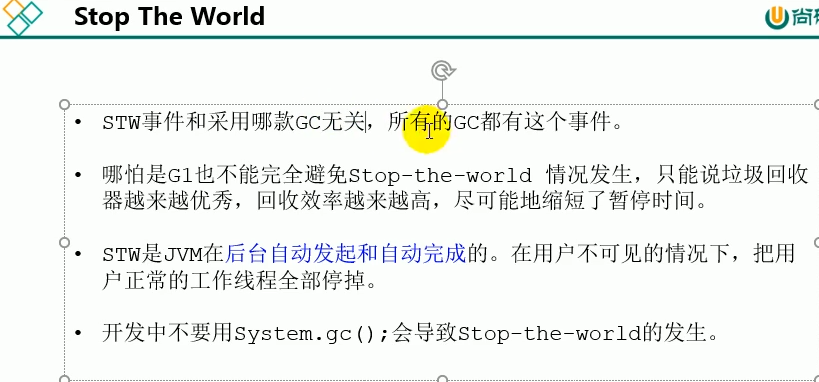 Stop The World
尚
• STW事件和采用哪款GC无关，所有的GC都有这个事件。
• 哪怕是G1也不能完全避免Stop-the-world 情况发生，只能说垃圾回收
器越来越优秀，回收效率越来越高，尽可能地缩短了暂停时间。
• STW是JVM在后台自动发起和自动完成的。在用户不可见的情况下，把用
户正常的工作线程全部停掉。
• 开发中不要用System.gc();会导致Stop-the-world的发生。